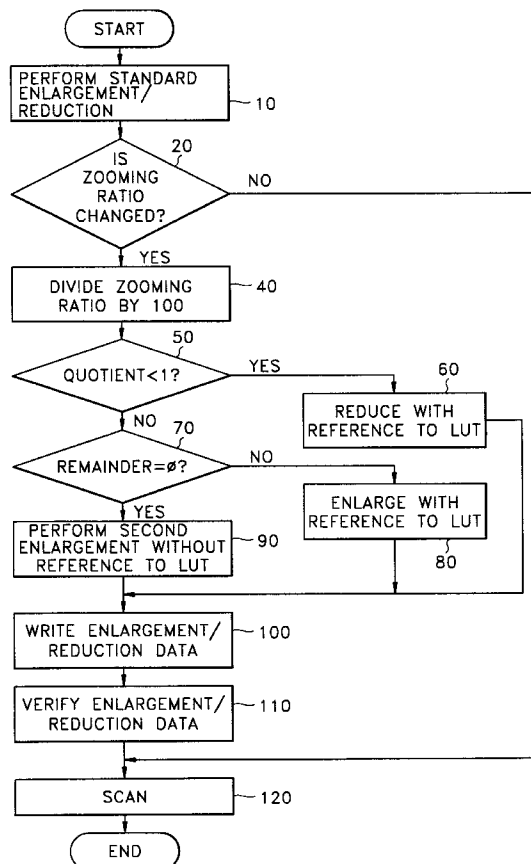 START
PERFORM STANDARD
ENLARGEMENT/
REDUCTION
10
20
IS
ZOOMING
RATIO
CHANGED?
NO
YES
DIVIDE ZOOMING
RATIO BY 100
40
50
QUOTIENT<1?
YES
60
NO
REDUCE WITH
REFERENCE TO LUT
70
REMAINDER=ø?
NO
YES
ENLARGE WITH
REFERENCE TO LUT
80
PERFORM SECOND
ENLARGEMENT WITHOUT
REFERENCE TO LUT
90
WRITE ENLARGEMENT/
REDUCTION DATA
100
VERIFY ENLARGEMENT/
REDUCTION DATA
110
SCAN
120
END